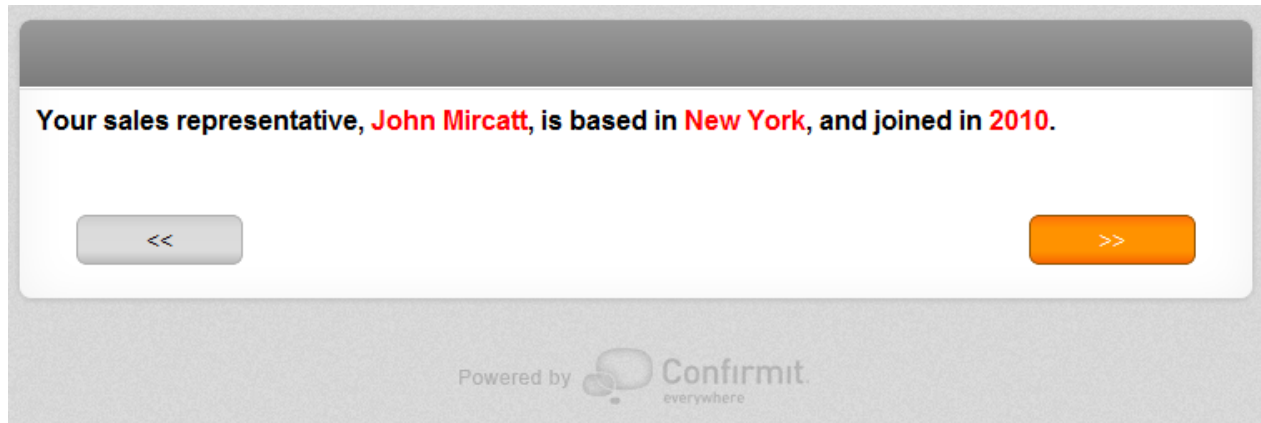 Your sales representative, John Mircatt, is based in New York, and joined in 2010.
<< >>
Powered by Confirmit.
everywhere